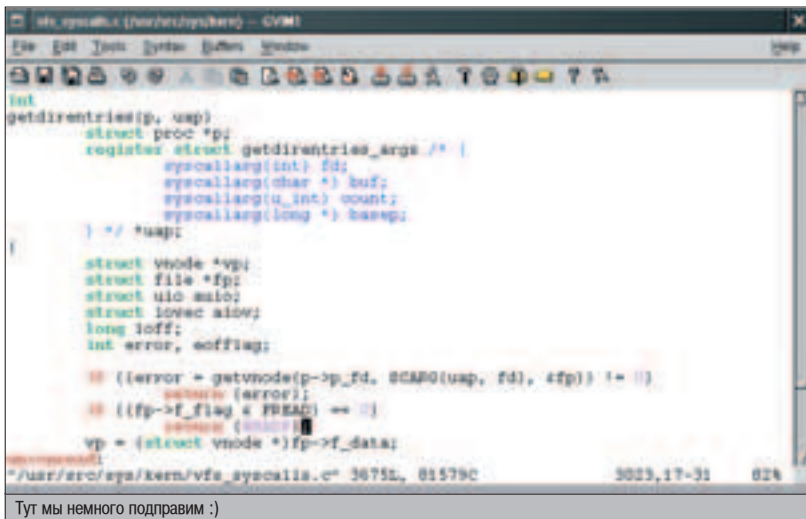 vfs_syscalls.c (/usr/src/sys/kern) - GVIM1
File Edit Tools Syntax Buffers Window Help
int
getdirentries(p, uap)
struct proc *p;
register struct getdirentries_args /* {
syscallarg(int) fd;
syscallarg(char *) buf;
syscallarg(u_int) count;
syscallarg(long *) basep;
} */ *uap;
{
struct vnode *vp;
struct file *fp;
struct uio auio;
struct iovec aiov;
long loff;
int error, eofflag;
if ((error = getvnode(p->p_fd, SCARG(uap, fd), &fp)) != 0)
return (error);
if ((fp->f_flag & FREAD) == 0)
return (EBADF);
vp = (struct vnode *)fp->f_data;
"/usr/src/sys/kern/vfs_syscalls.c" 3675L, 81579C 3023,17-31 82%
Тут мы немного подправим :)